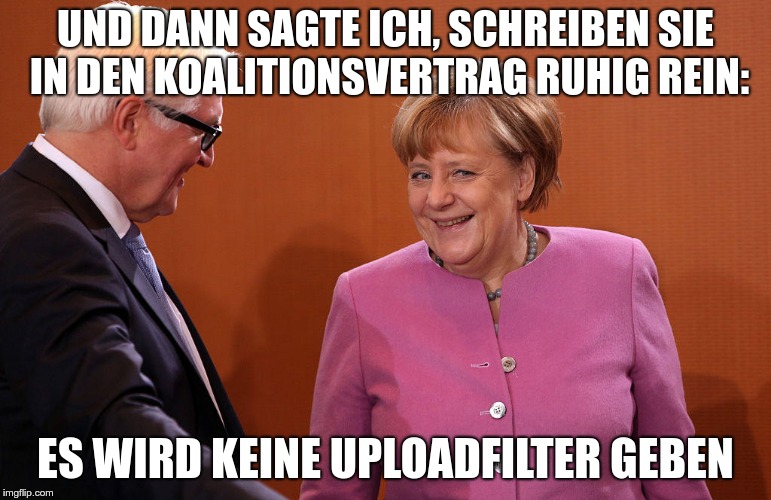 UND DANN SAGTE ICH, SCHREIBEN SIE
IN DEN KOALITIONSVERTRAG RUHIG REIN:
ES WIRD KEINE UPLOADFILTER GEBEN
imgflip.com